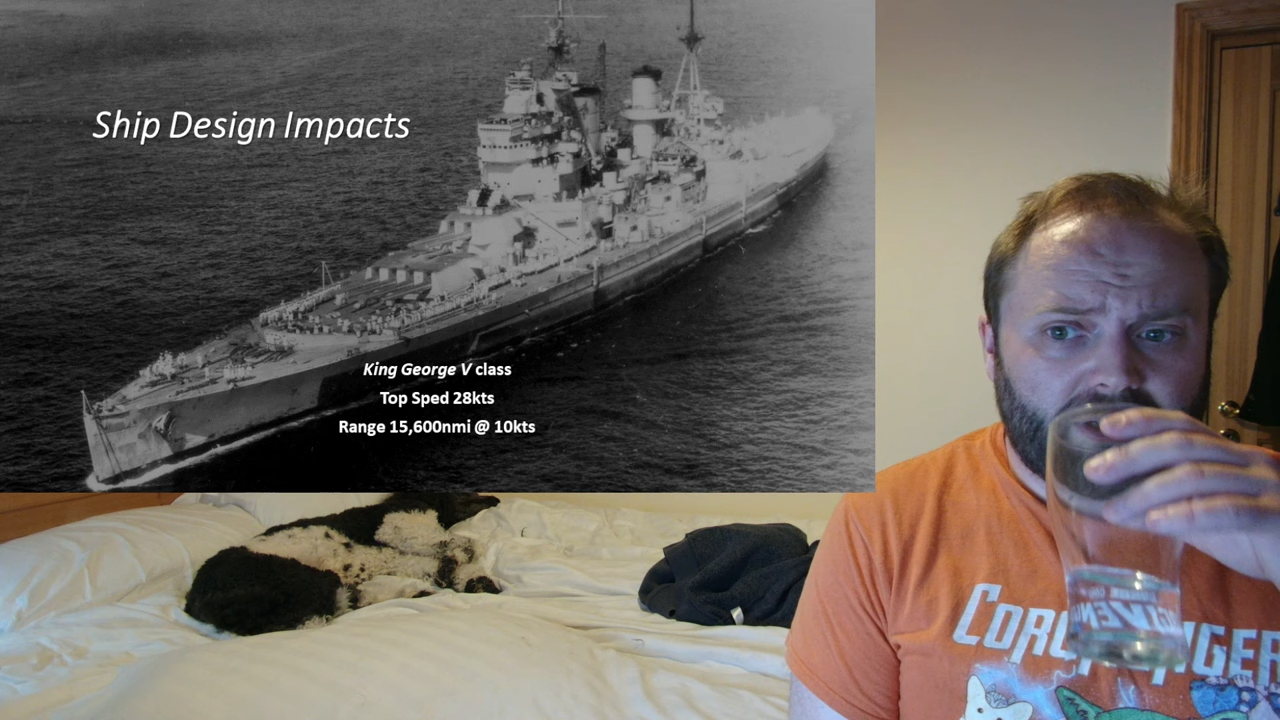 Ship Design Impacts
King George V class
Top Sped 28kts
Range 15,600nmi @ 10kts